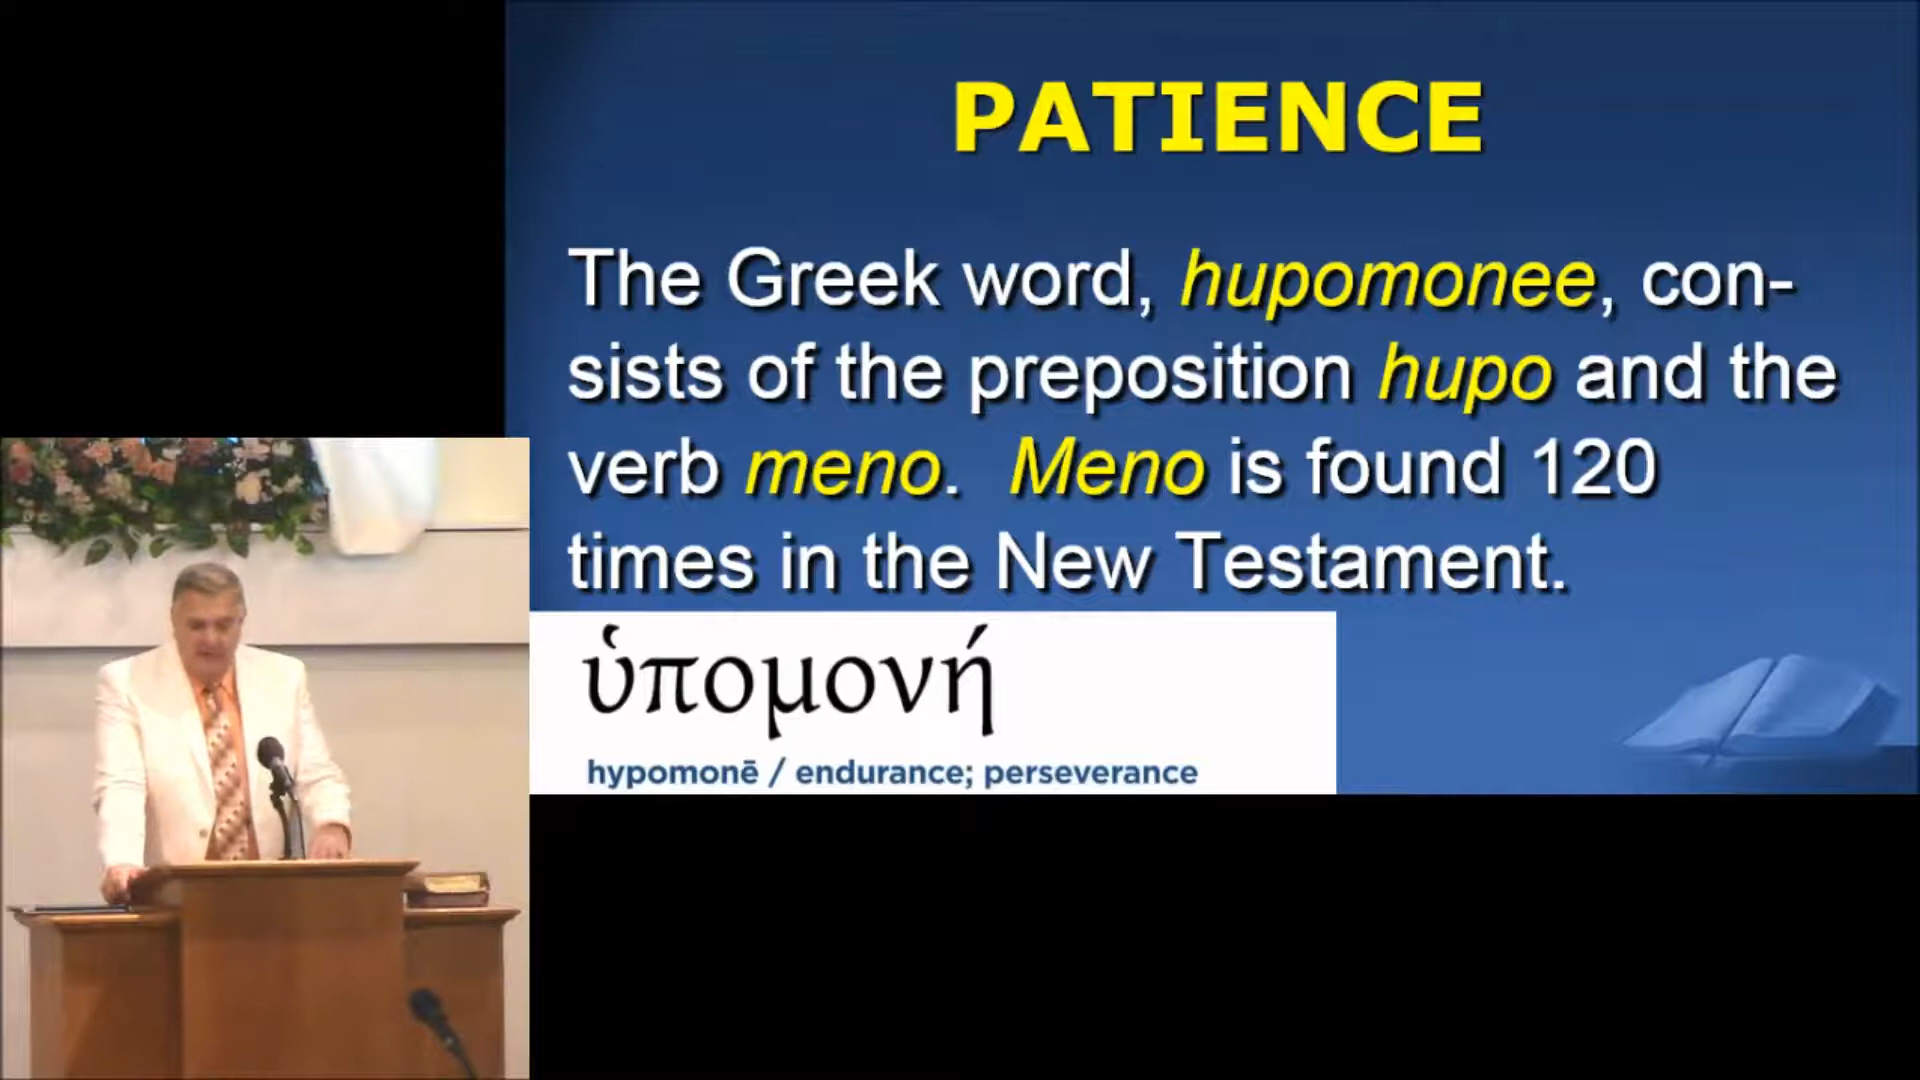 PATIENCE
The Greek word, hupomonee, con-
sists of the preposition hupo and the
verb meno. Meno is found 120
times in the New Testament.
ὑπομονή
hypomonē / endurance; perseverance